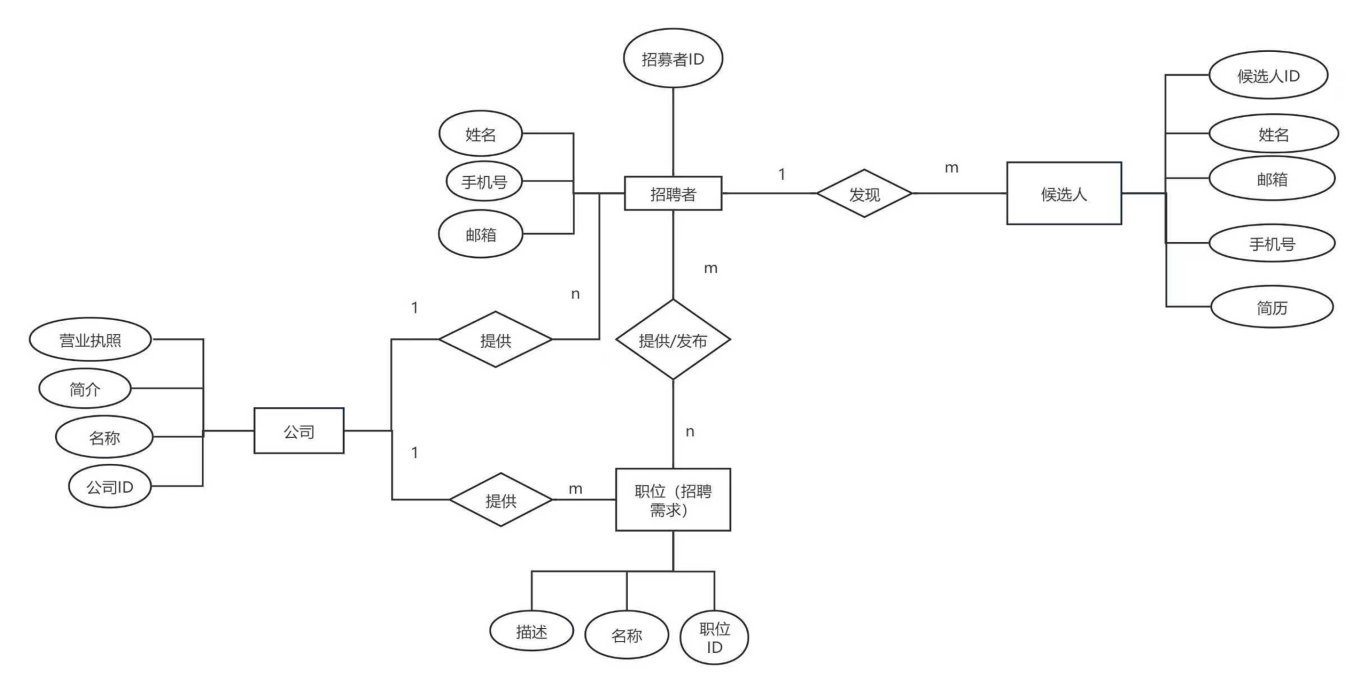 招募者ID
候选人ID
姓名
姓名
手机号
招聘者
1
发现
m
候选人
邮箱
邮箱
手机号
m
n
1
简历
营业执照
提供
提供/发布
简介
公司
名称
n
1
公司ID
提供
m
职位（招聘
需求）
描述
名称
职位
ID